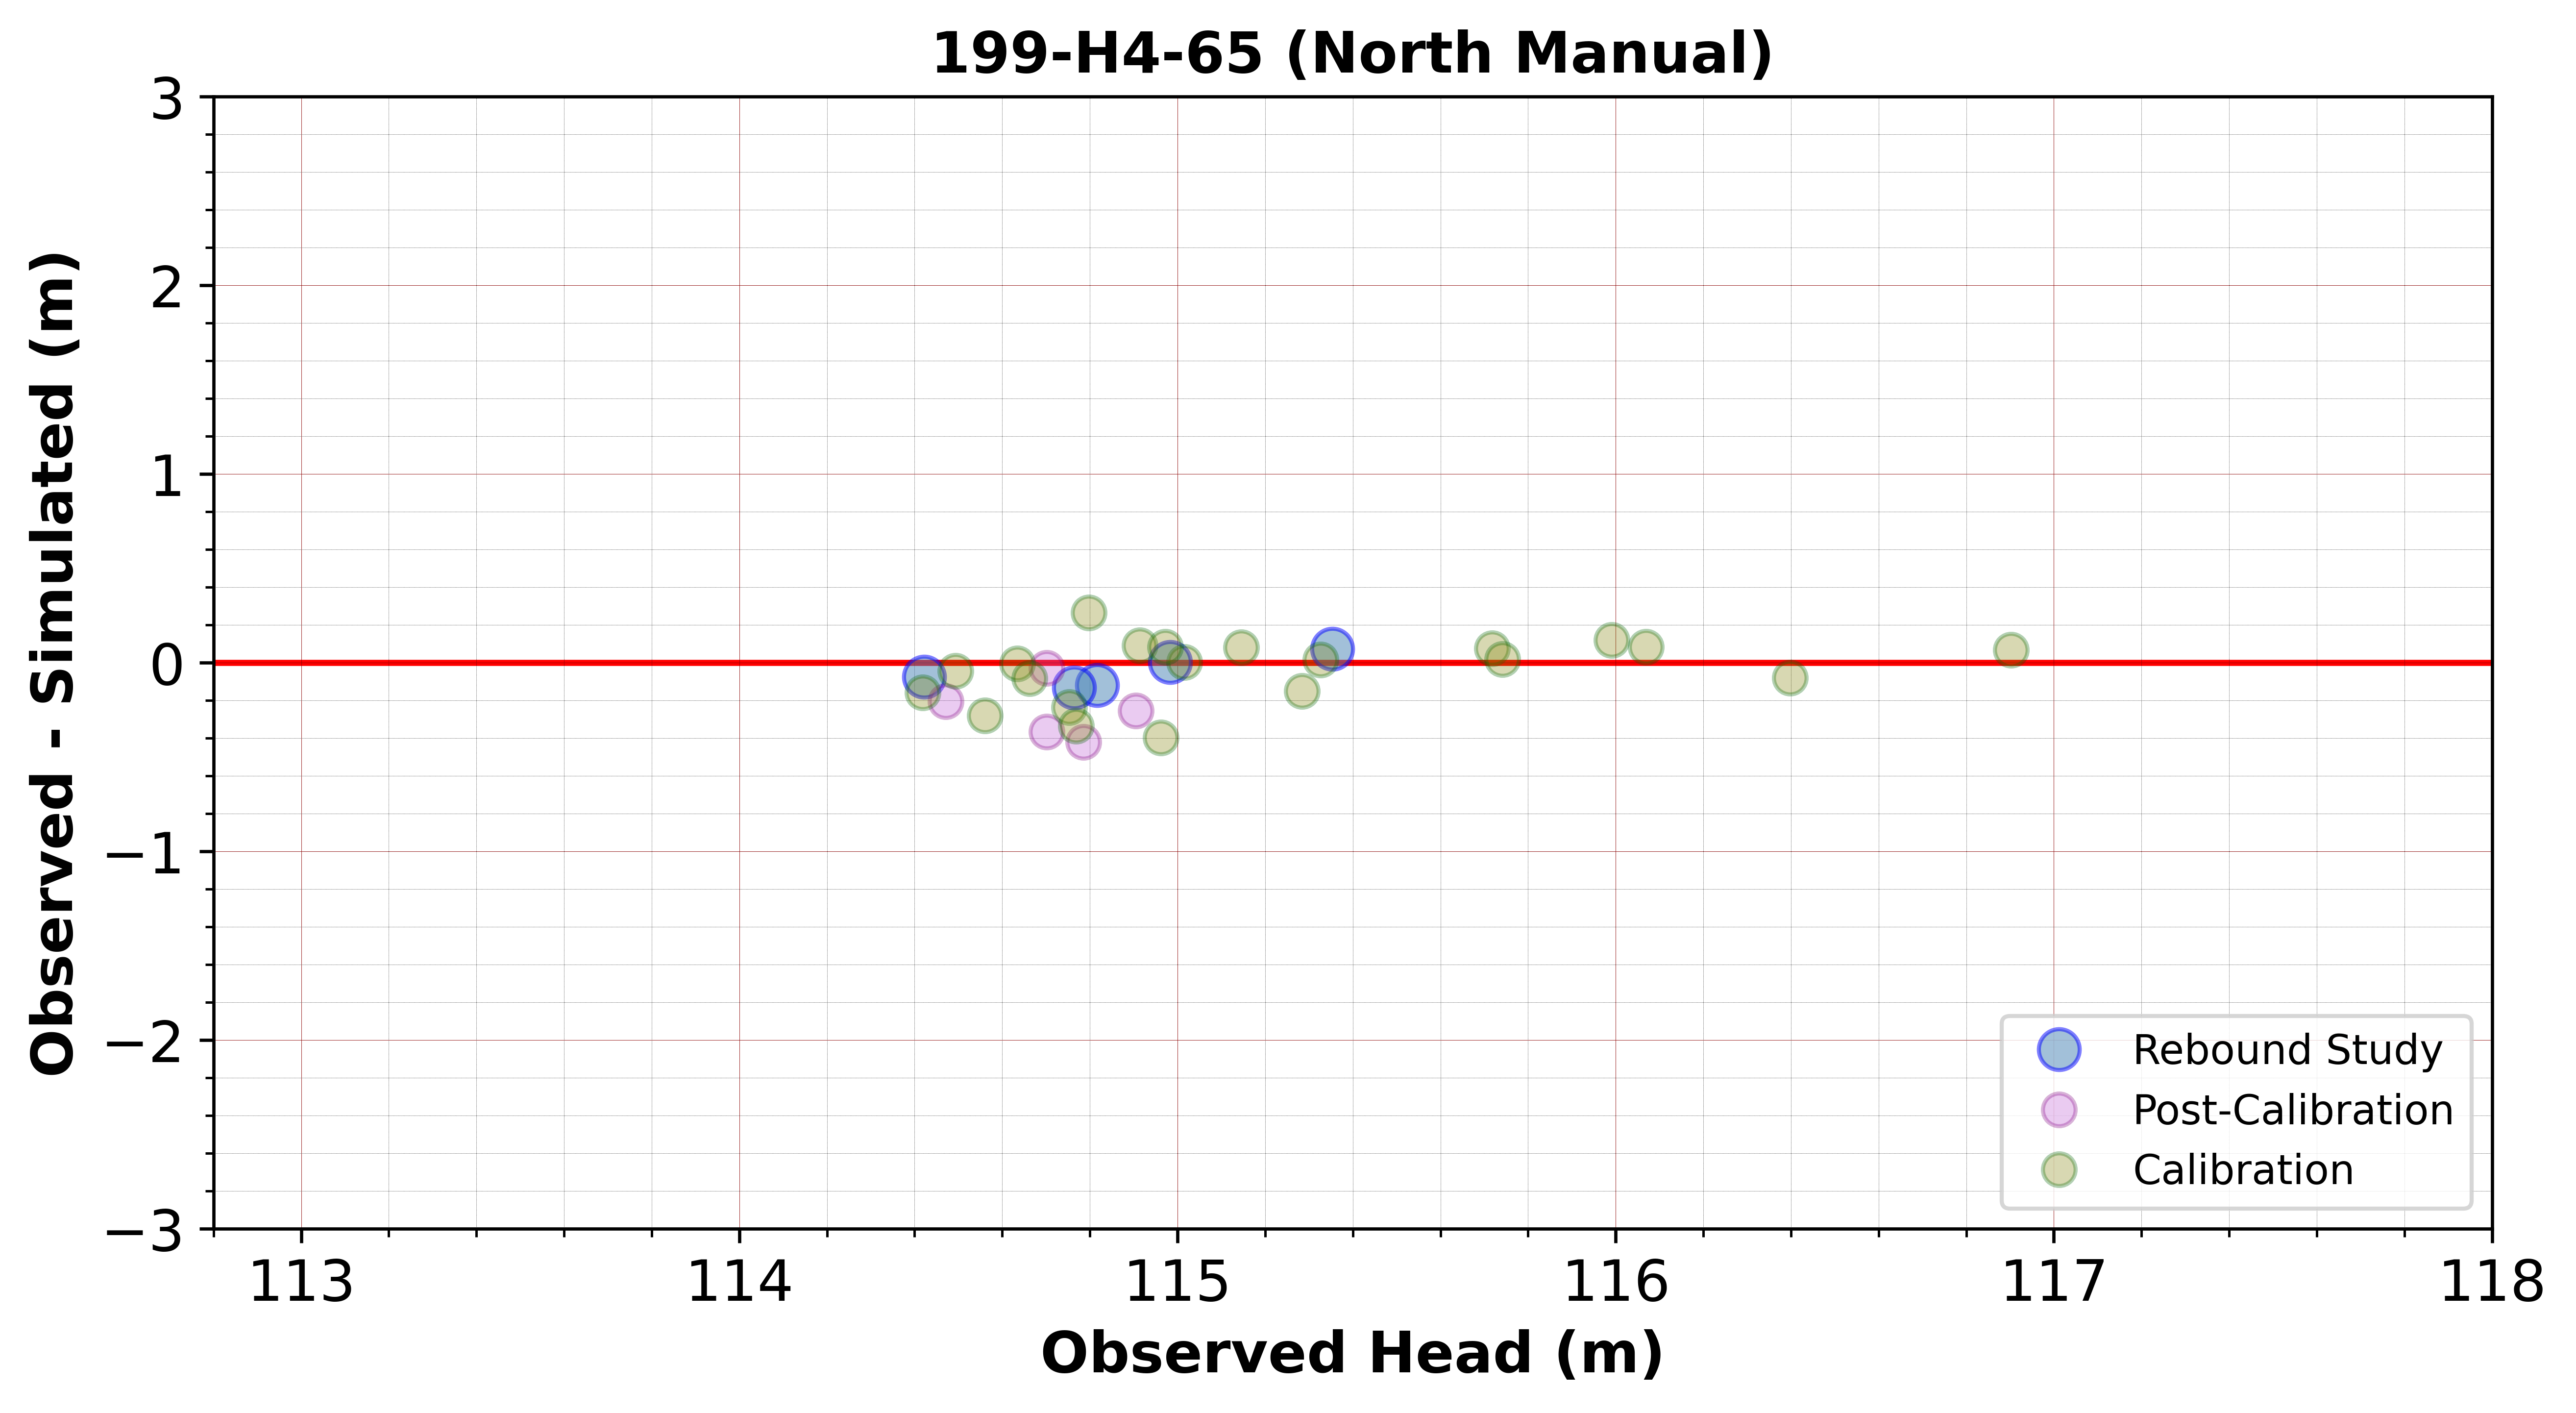 199-H4-65 (North Manual)
Observed - Simulated (m)
3
2
1
0
−1
−2
−3
113
114
115
116
117
118
Observed Head (m)
Rebound Study
Post-Calibration
Calibration